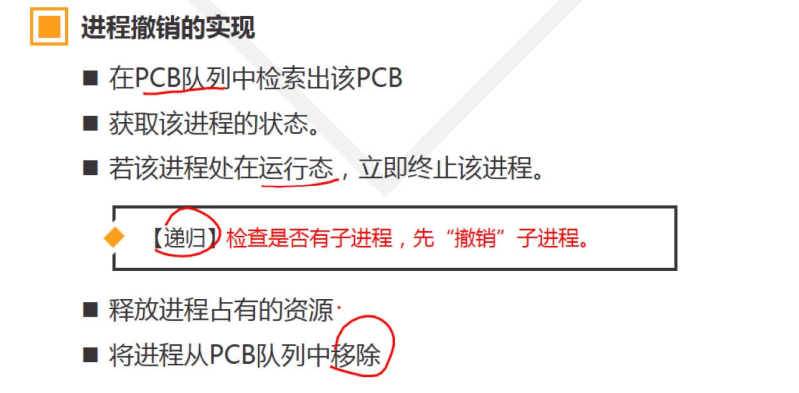 进程撤销的实现
■ 在PCB队列中检索出该PCB
■ 获取该进程的状态。
■ 若该进程处在运行态，立即终止该进程。
【递归】检查是否有子进程，先“撤销”子进程。
■ 释放进程占有的资源
■ 将进程从PCB队列中移除